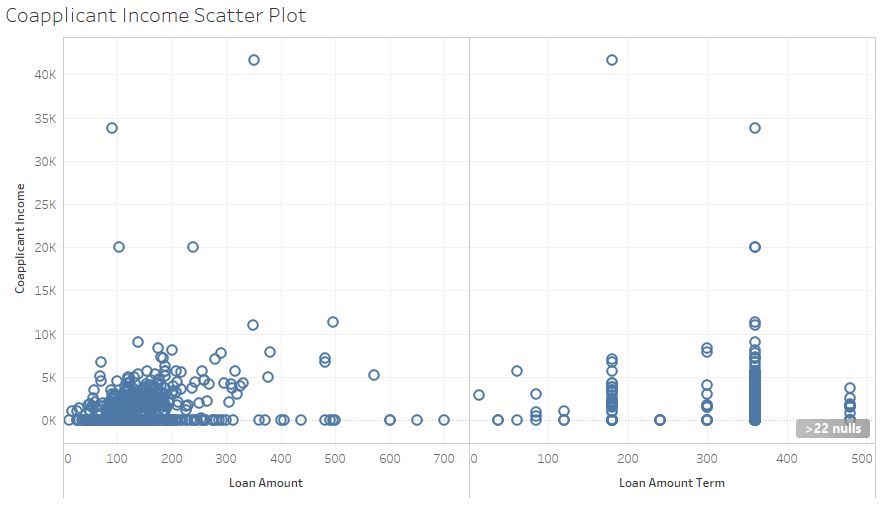 Coapplicant Income Scatter Plot
40K
35K
30K
25K
20K
15K
10K
5K
0K
Coapplicant Income
>22 nulls
0 100 200 300 400 500 600 700 0 100 200 300 400 500
Loan Amount Loan Amount Term